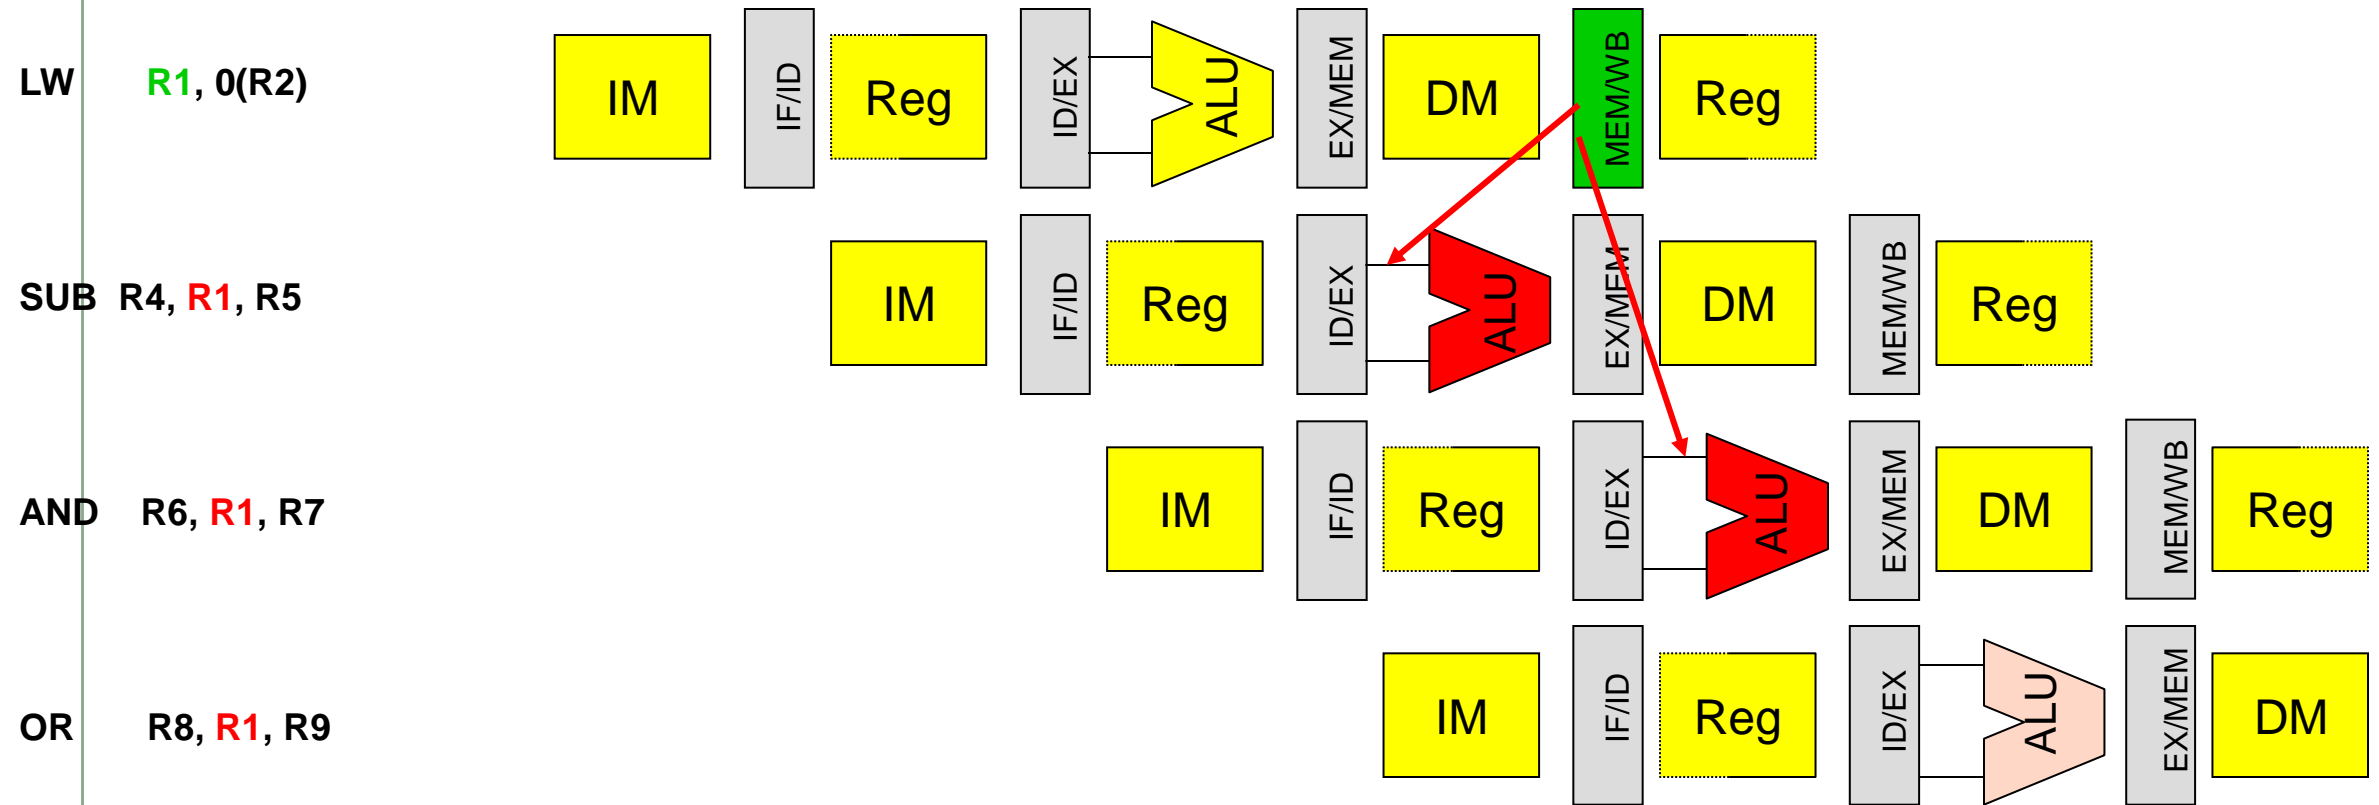 LW R1, 0(R2) IM IF/ID Reg ID/EX ALU EX/MEM DM MEM/WB Reg
SUB R4, R1, R5 IM IF/ID Reg ID/EX ALU EX/MEM DM MEM/WB Reg
AND R6, R1, R7 IM IF/ID Reg ID/EX ALU EX/MEM DM MEM/WB Reg
OR R8, R1, R9 IM IF/ID Reg ID/EX ALU EX/MEM DM